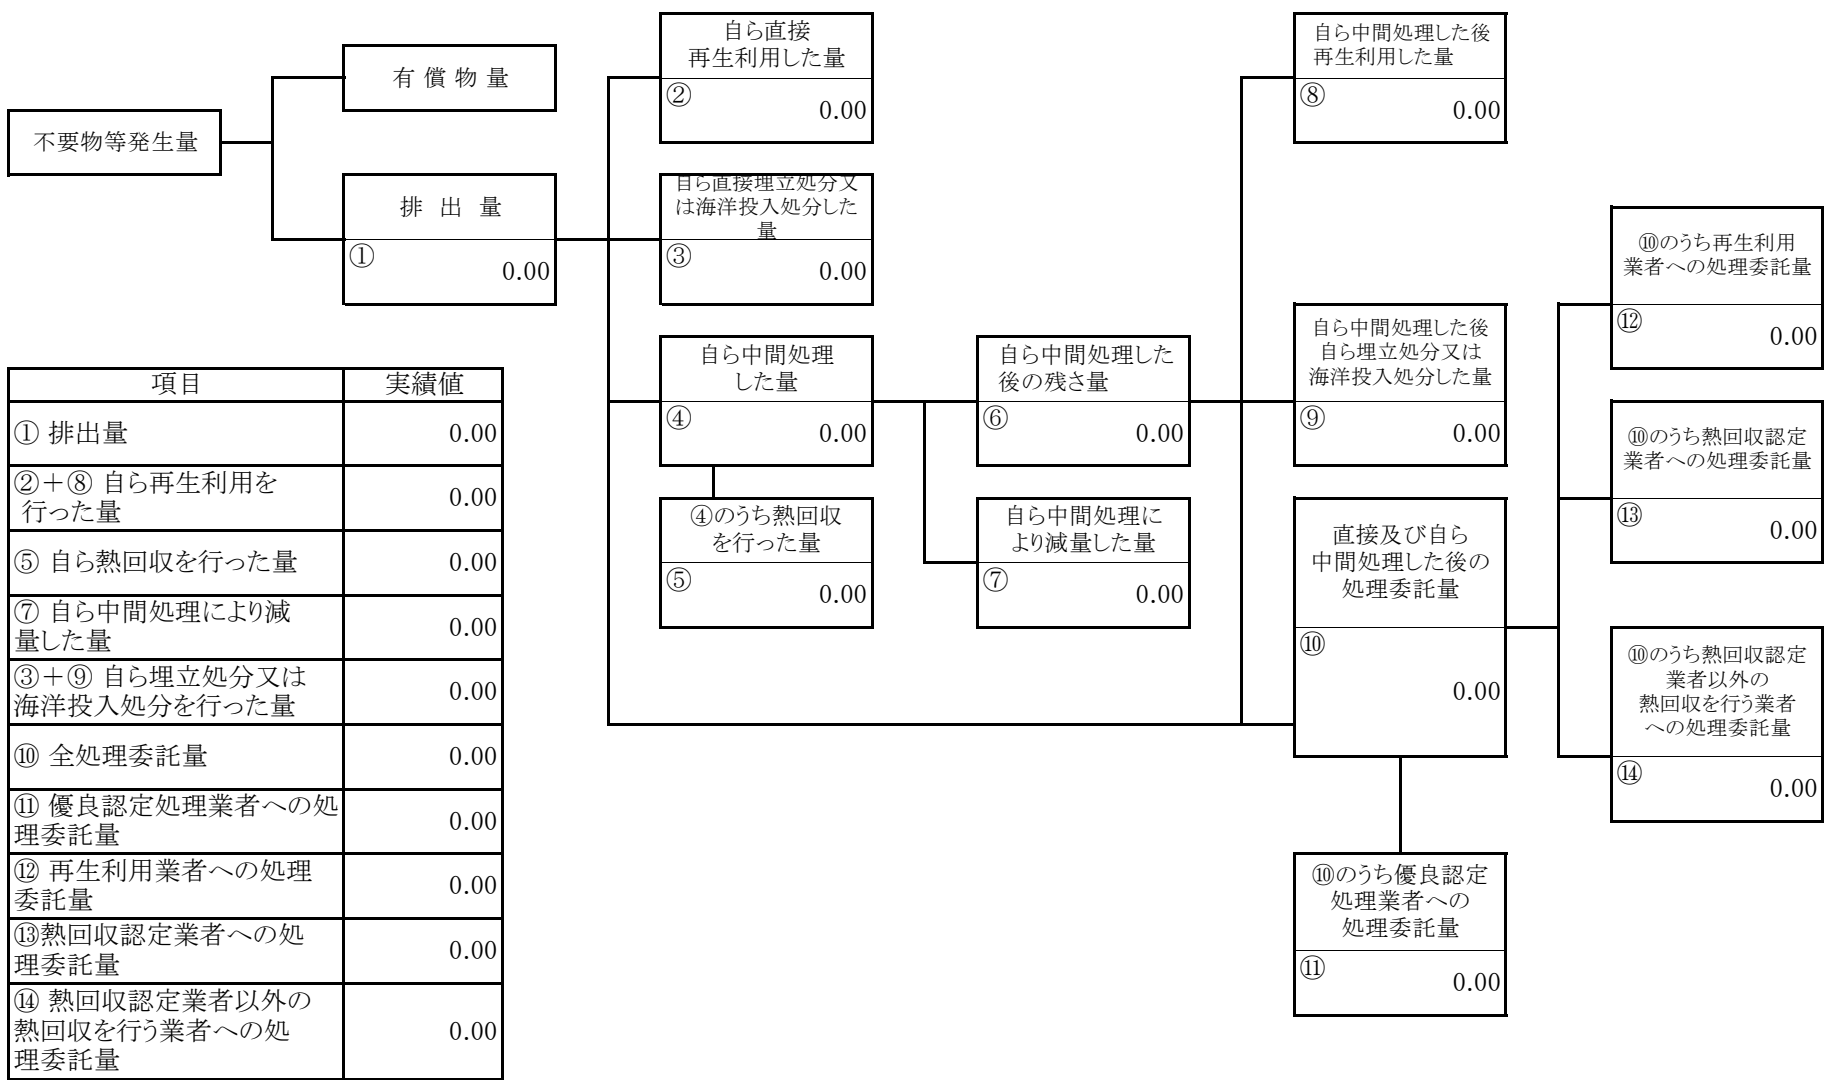 不要物等発生量
有 償 物 量
排 出 量
①
0.00
自ら直接
再生利用した量
②
0.00
自ら直接埋立処分又
は海洋投入処分した
量
③
0.00
自ら中間処理
した量
④
0.00
④のうち熱回収
を行った量
⑤
0.00
自ら中間処理した
後の残さ量
⑥
0.00
自ら中間処理に
より減量した量
⑦
0.00
自ら中間処理した後
再生利用した量
⑧
0.00
自ら中間処理した後
自ら埋立処分又は
海洋投入処分した量
⑨
0.00
直接及び自ら
中間処理した後の
処理委託量
⑩
0.00
⑩のうち優良認定
処理業者への
処理委託量
⑪
0.00
⑩のうち再生利用
業者への処理委託量
⑫
0.00
⑩のうち熱回収認定
業者への処理委託量
⑬
0.00
⑩のうち熱回収認定
業者以外の
熱回収を行う業者
への処理委託量
⑭
0.00
項目 実績値
① 排出量 0.00
②＋⑧ 自ら再生利用を
行った量 0.00
⑤ 自ら熱回収を行った量 0.00
⑦ 自ら中間処理により減
量した量 0.00
③＋⑨ 自ら埋立処分又は
海洋投入処分を行った量 0.00
⑩ 全処理委託量 0.00
⑪ 優良認定処理業者への処
理委託量 0.00
⑫ 再生利用業者への処理
委託量 0.00
⑬熱回収認定業者への処
理委託量 0.00
⑭ 熱回収認定業者以外の
熱回収を行う業者への処
理委託量 0.00